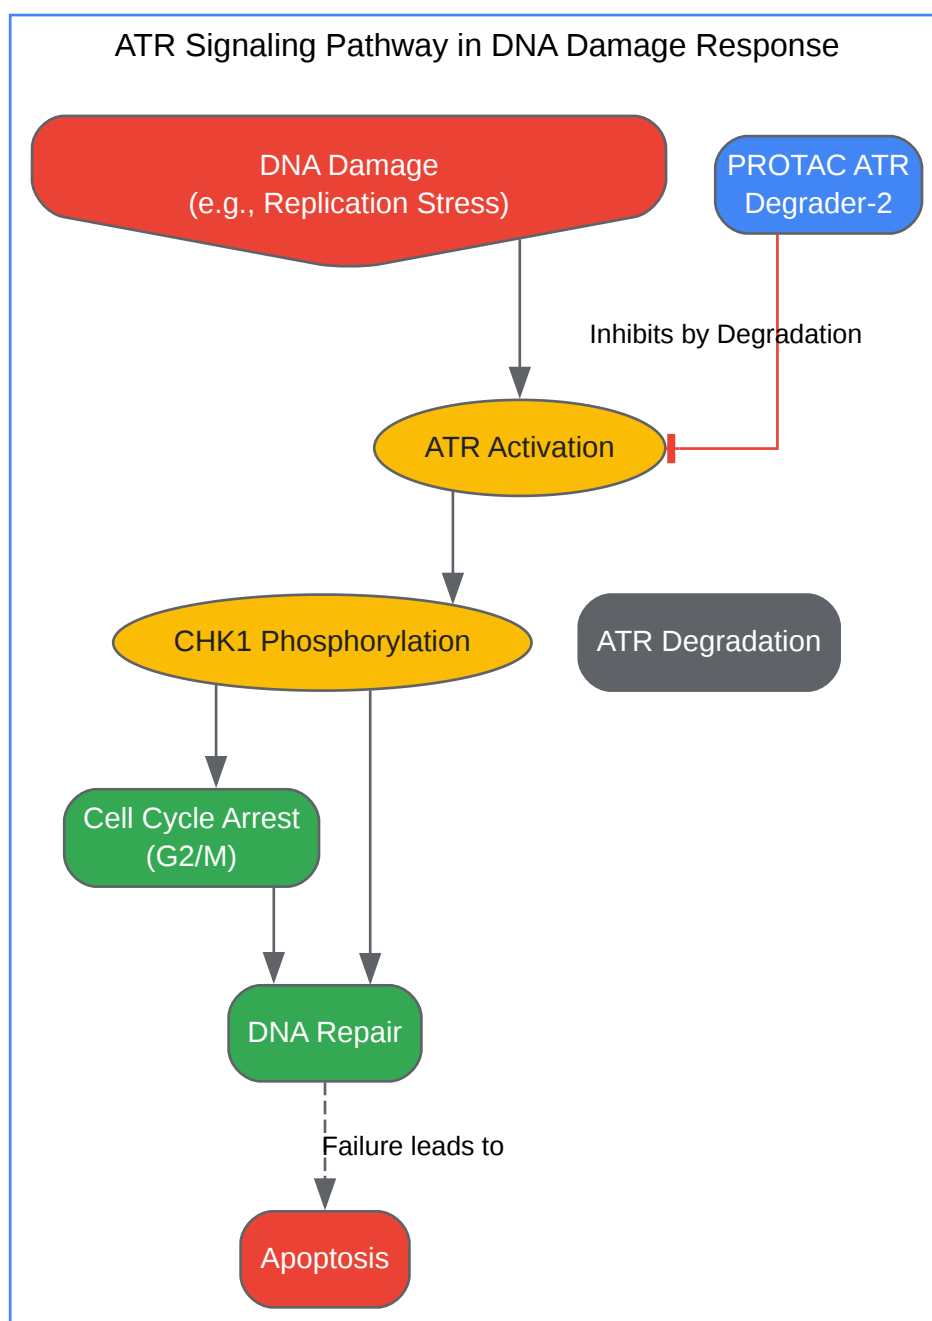 ATR Signaling Pathway in DNA Damage Response
DNA Damage
(e.g., Replication Stress)
PROTAC ATR
Degrader-2
Inhibits by Degradation
ATR Activation
CHK1 Phosphorylation
ATR Degradation
Cell Cycle Arrest
(G2/M)
DNA Repair
Failure leads to
Apoptosis